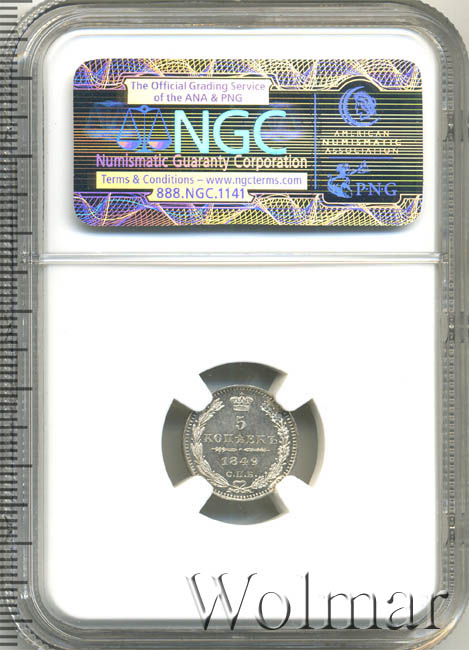 The Official Grading Service
of the ANA & PNG
NGC
Numismatic Guaranty Corporation
Terms & Conditions – www.ngcterms.com
888.NGC.1141
AMERICAN
NUMISMATIC
ASSOCIATION
PNG
5
КОПѢЕКЪ
1849
С.П.Б.
Wolmar